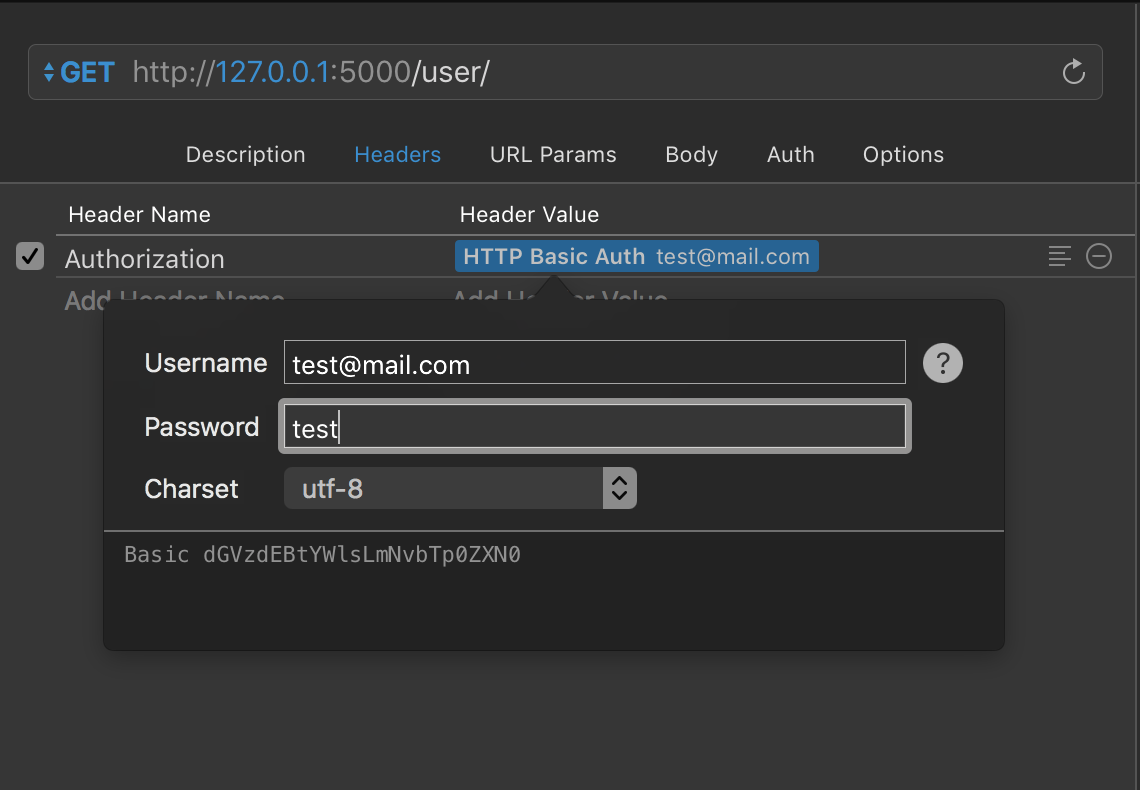 GET http://127.0.0.1:5000/user/
Description Headers URL Params Body Auth Options
Header Name Header Value
Authorization HTTP Basic Auth test@mail.com
Add Header Name Add Header Value
Username test@mail.com ?
Password test
Charset utf-8
Basic dGVzdEBtYWlsLmNvbTp0ZXN0